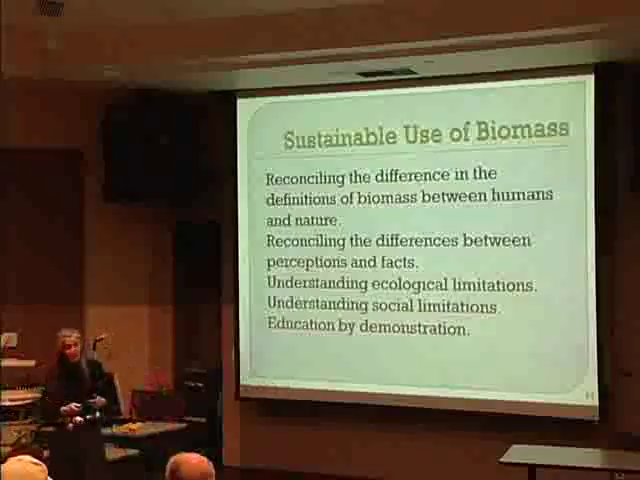 Sustainable Use of Biomass
Reconciling the difference in the
definitions of biomass between humans
and nature.
Reconciling the differences between
perceptions and facts.
Understanding ecological limitations.
Understanding social limitations.
Education by demonstration.